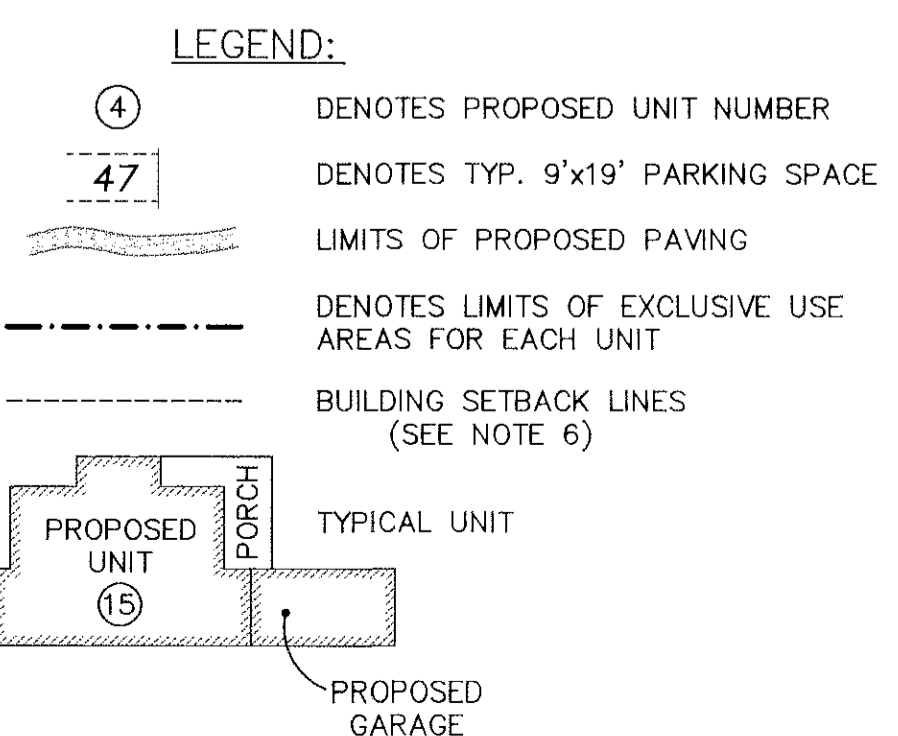 LEGEND:
4 DENOTES PROPOSED UNIT NUMBER
47 DENOTES TYP. 9'x19' PARKING SPACE
LIMITS OF PROPOSED PAVING
DENOTES LIMITS OF EXCLUSIVE USE
AREAS FOR EACH UNIT
BUILDING SETBACK LINES
(SEE NOTE 6)
PROPOSED
UNIT
15
PORCH
TYPICAL UNIT
PROPOSED
GARAGE